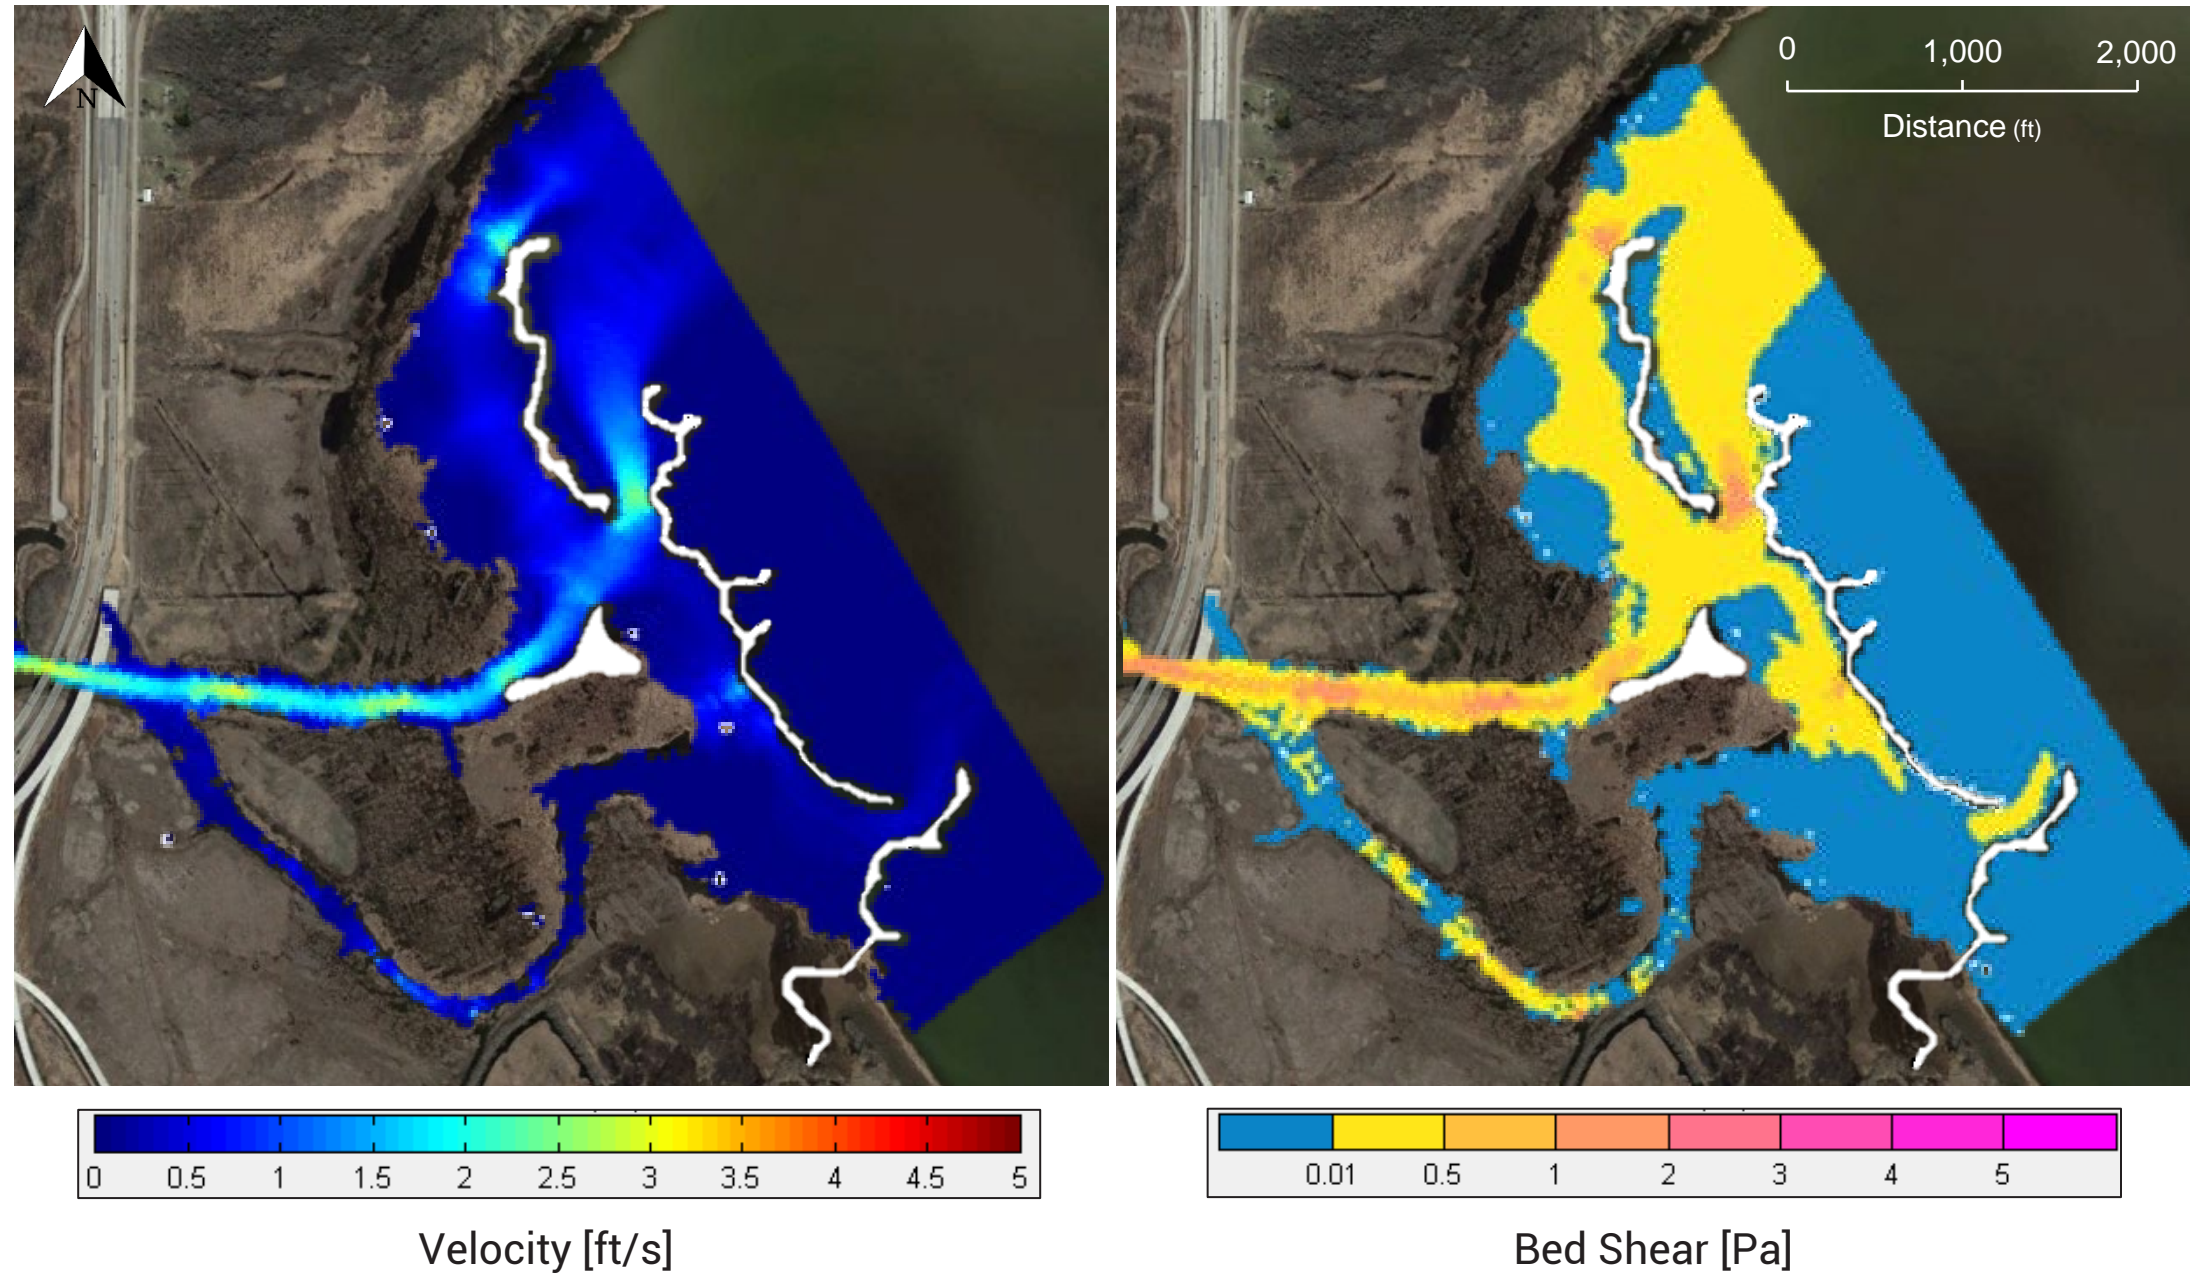 N
0 1,000 2,000
Distance (ft)
0 0.5 1 1.5 2 2.5 3 3.5 4 4.5 5
Velocity [ft/s]
0.01 0.5 1 2 3 4 5
Bed Shear [Pa]